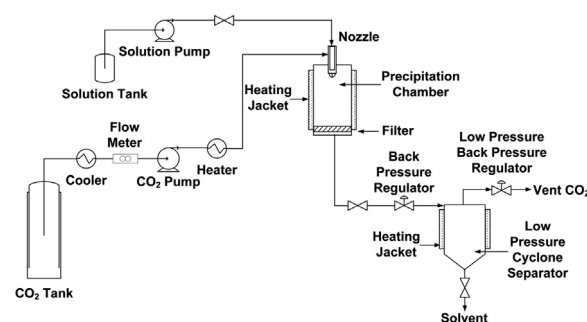 Solution Pump
Solution Tank
Nozzle
Heating
Jacket
Precipitation
Chamber
Filter
Flow
Meter
Cooler
CO2 Pump
Heater
CO2 Tank
Back
Pressure
Regulator
Low Pressure
Back Pressure
Regulator
Vent CO2
Heating
Jacket
Low
Pressure
Cyclone
Separator
Solvent